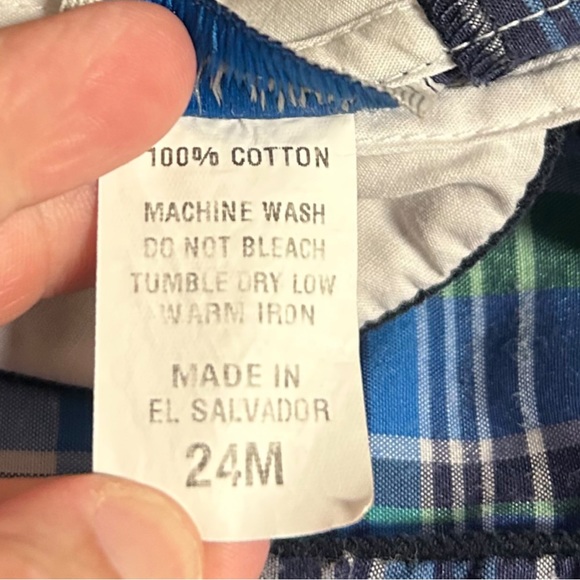 100% COTTON
MACHINE WASH
DO NOT BLEACH
TUMBLE DRY LOW
WARM IRON
MADE IN
EL SALVADOR
24M